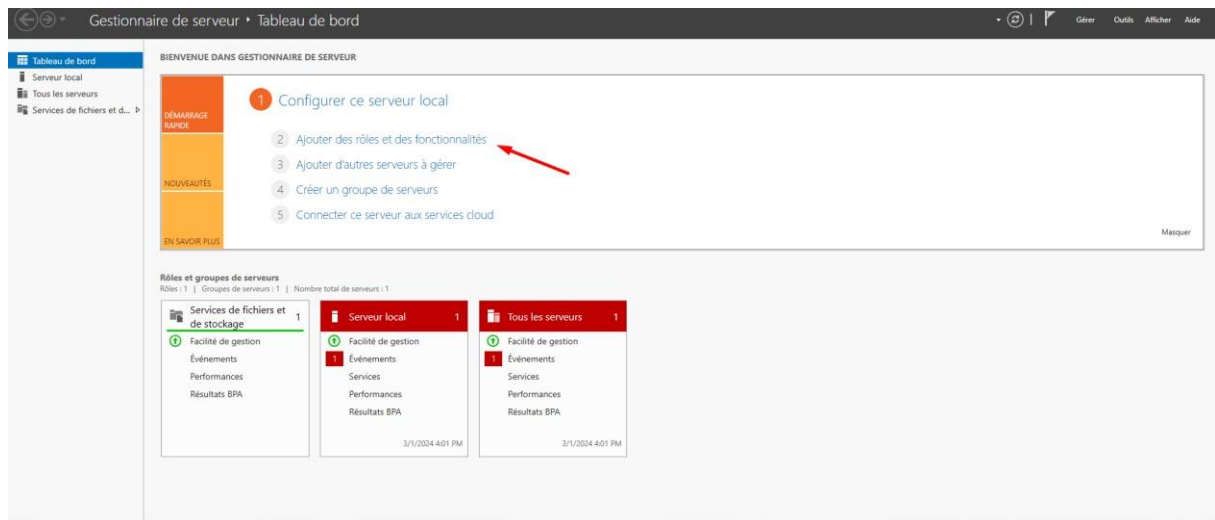 Gestionnaire de serveur ‣ Tableau de bord
Gérer Outils Afficher Aide
Tableau de bord
Serveur local
Tous les serveurs
Services de fichiers et d...
BIENVENUE DANS GESTIONNAIRE DE SERVEUR
DÉMARRAGE
RAPIDE
NOUVEAUTÉS
EN SAVOIR PLUS
1 Configurer ce serveur local
2 Ajouter des rôles et des fonctionnalités
3 Ajouter d'autres serveurs à gérer
4 Créer un groupe de serveurs
5 Connecter ce serveur aux services cloud
Masquer
Rôles et groupes de serveurs
Rôles : 1 | Groupes de serveurs : 1 | Nombre total de serveurs : 1
Services de fichiers et
de stockage
1
Facilité de gestion
Événements
Performances
Résultats BPA
Serveur local 1
Facilité de gestion
1 Événements
Services
Performances
Résultats BPA
3/1/2024 4:01 PM
Tous les serveurs 1
Facilité de gestion
1 Événements
Services
Performances
Résultats BPA
3/1/2024 4:01 PM